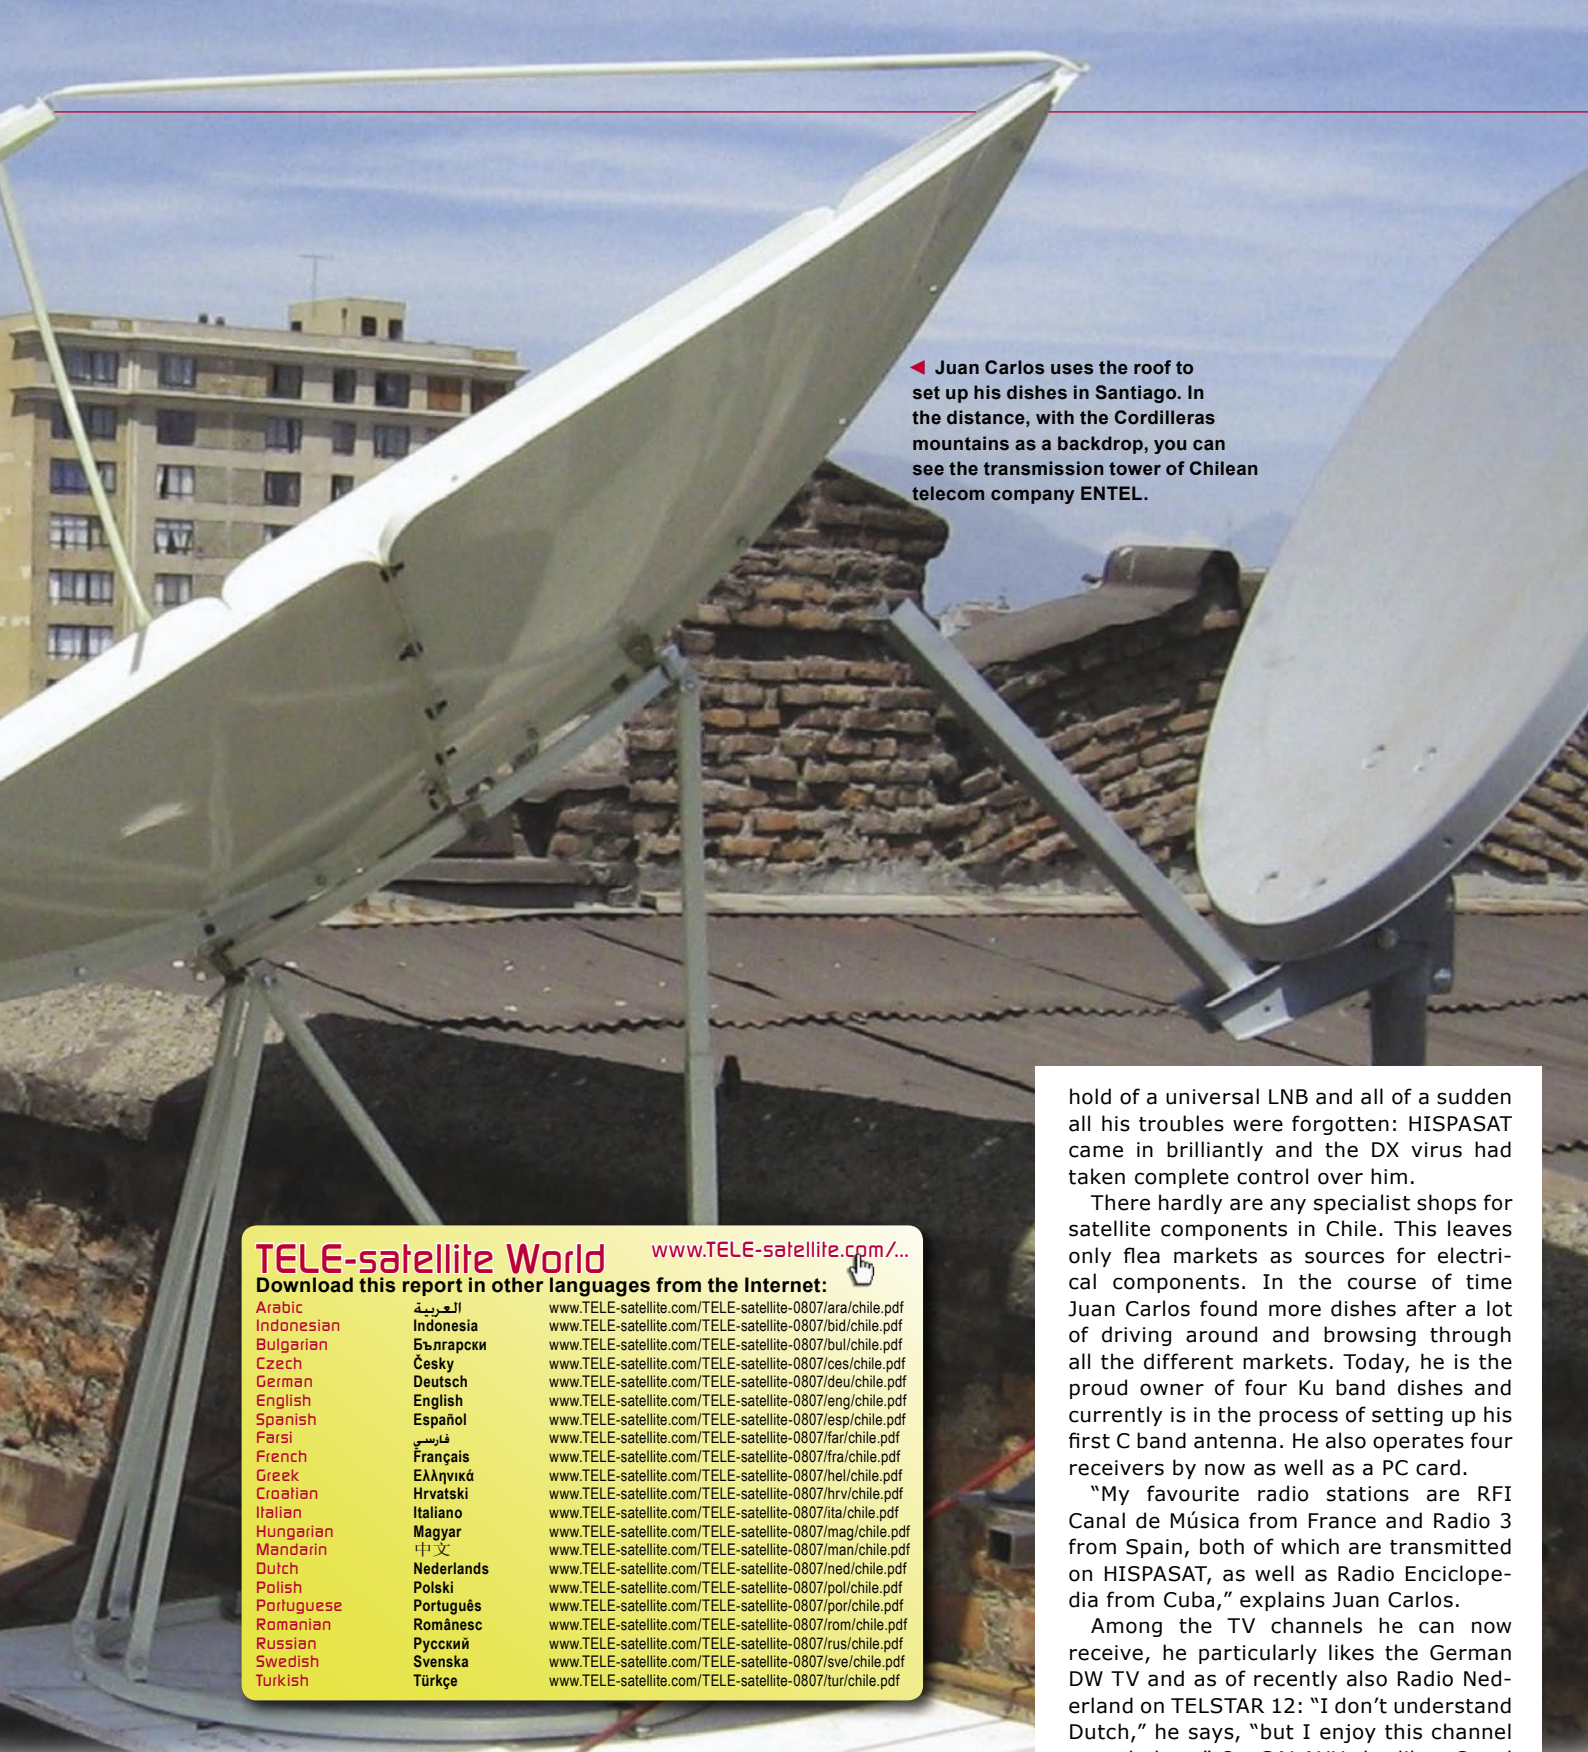 ◄ Juan Carlos uses the roof to
set up his dishes in Santiago. In
the distance, with the Cordilleras
mountains as a backdrop, you can
see the transmission tower of Chilean
telecom company ENTEL.
hold of a universal LNB and all of a sudden
all his troubles were forgotten: HISPASAT
came in brilliantly and the DX virus had
taken complete control over him.
There hardly are any specialist shops for
satellite components in Chile. This leaves
only flea markets as sources for electri-
cal components. In the course of time
Juan Carlos found more dishes after a lot
of driving around and browsing through
all the different markets. Today, he is the
proud owner of four Ku band dishes and
currently is in the process of setting up his
first C band antenna. He also operates four
receivers by now as well as a PC card.
“My favourite radio stations are RFI
Canal de Música from France and Radio 3
from Spain, both of which are transmitted
on HISPASAT, as well as Radio Enciclope-
dia from Cuba,” explains Juan Carlos.
Among the TV channels he can now
receive, he particularly likes the German
DW TV and as of recently also Radio Ned-
erland on TELSTAR 12: “I don’t understand
Dutch,” he says, “but I enjoy this channel
TELE-satellite World www.TELE-satellite.com/...
Download this report in other languages from the Internet:
Arabic العربية www.TELE-satellite.com/TELE-satellite-0807/ara/chile.pdf
Indonesian Indonesia www.TELE-satellite.com/TELE-satellite-0807/bid/chile.pdf
Bulgarian Български www.TELE-satellite.com/TELE-satellite-0807/bul/chile.pdf
Czech Česky www.TELE-satellite.com/TELE-satellite-0807/ces/chile.pdf
German Deutsch www.TELE-satellite.com/TELE-satellite-0807/deu/chile.pdf
English English www.TELE-satellite.com/TELE-satellite-0807/eng/chile.pdf
Spanish Español www.TELE-satellite.com/TELE-satellite-0807/esp/chile.pdf
Farsi فارسي www.TELE-satellite.com/TELE-satellite-0807/far/chile.pdf
French Français www.TELE-satellite.com/TELE-satellite-0807/fra/chile.pdf
Greek Ελληνικά www.TELE-satellite.com/TELE-satellite-0807/hel/chile.pdf
Croatian Hrvatski www.TELE-satellite.com/TELE-satellite-0807/hrv/chile.pdf
Italian Italiano www.TELE-satellite.com/TELE-satellite-0807/ita/chile.pdf
Hungarian Magyar www.TELE-satellite.com/TELE-satellite-0807/mag/chile.pdf
Mandarin 中文 www.TELE-satellite.com/TELE-satellite-0807/man/chile.pdf
Dutch Nederlands www.TELE-satellite.com/TELE-satellite-0807/ned/chile.pdf
Polish Polski www.TELE-satellite.com/TELE-satellite-0807/pol/chile.pdf
Portuguese Português www.TELE-satellite.com/TELE-satellite-0807/por/chile.pdf
Romanian Românesc www.TELE-satellite.com/TELE-satellite-0807/rom/chile.pdf
Russian Русский www.TELE-satellite.com/TELE-satellite-0807/rus/chile.pdf
Swedish Svenska www.TELE-satellite.com/TELE-satellite-0807/sve/chile.pdf
Turkish Türkçe www.TELE-satellite.com/TELE-satellite-0807/tur/chile.pdf